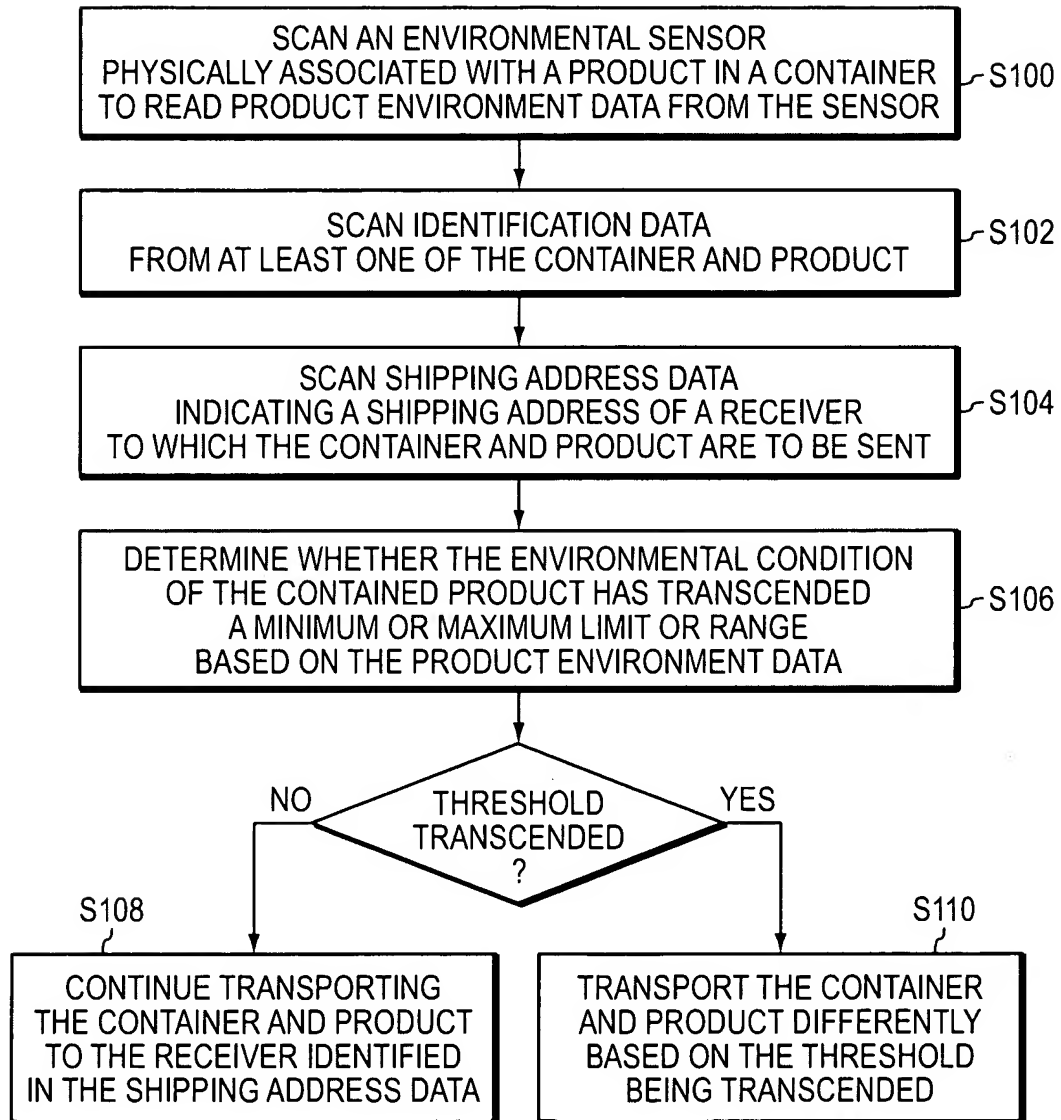 SCAN AN ENVIRONMENTAL SENSOR
PHYSICALLY ASSOCIATED WITH A PRODUCT IN A CONTAINER
TO READ PRODUCT ENVIRONMENT DATA FROM THE SENSOR
S100
SCAN IDENTIFICATION DATA
FROM AT LEAST ONE OF THE CONTAINER AND PRODUCT
S102
SCAN SHIPPING ADDRESS DATA
INDICATING A SHIPPING ADDRESS OF A RECEIVER
TO WHICH THE CONTAINER AND PRODUCT ARE TO BE SENT
S104
DETERMINE WHETHER THE ENVIRONMENTAL CONDITION
OF THE CONTAINED PRODUCT HAS TRANSCENDED
A MINIMUM OR MAXIMUM LIMIT OR RANGE
BASED ON THE PRODUCT ENVIRONMENT DATA
S106
NO
THRESHOLD
TRANSCENDED
?
YES
S108
CONTINUE TRANSPORTING
THE CONTAINER AND PRODUCT
TO THE RECEIVER IDENTIFIED
IN THE SHIPPING ADDRESS DATA
S110
TRANSPORT THE CONTAINER
AND PRODUCT DIFFERENTLY
BASED ON THE THRESHOLD
BEING TRANSCENDED